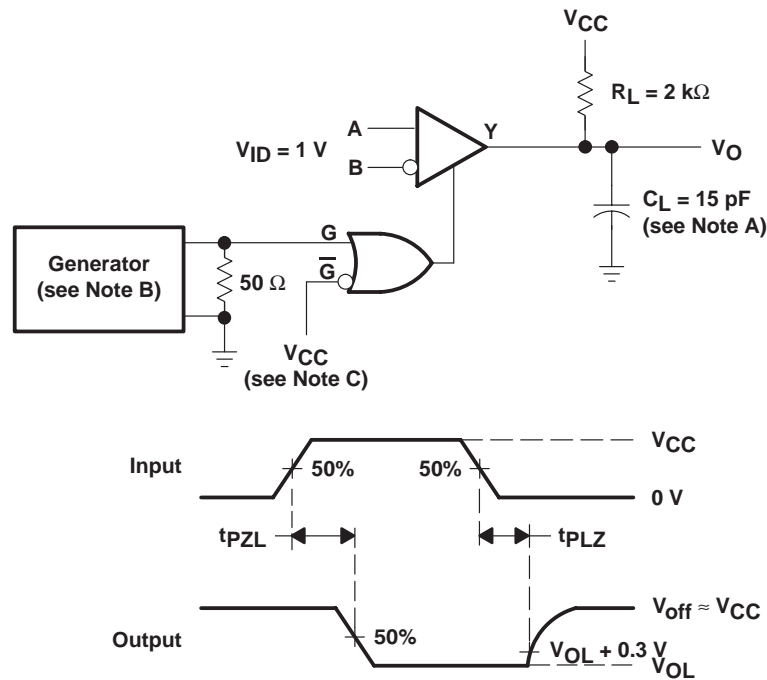 VCC
RL = 2 kΩ
A
Y
VID = 1 V
VO
B
CL = 15 pF
(see Note A)
G
Generator
(see Note B)
G̅
50 Ω
VCC
(see Note C)
VCC
Input
50%
50%
0 V
tPZL
tPLZ
Voff ≈ VCC
Output
50%
VOL + 0.3 V
VOL